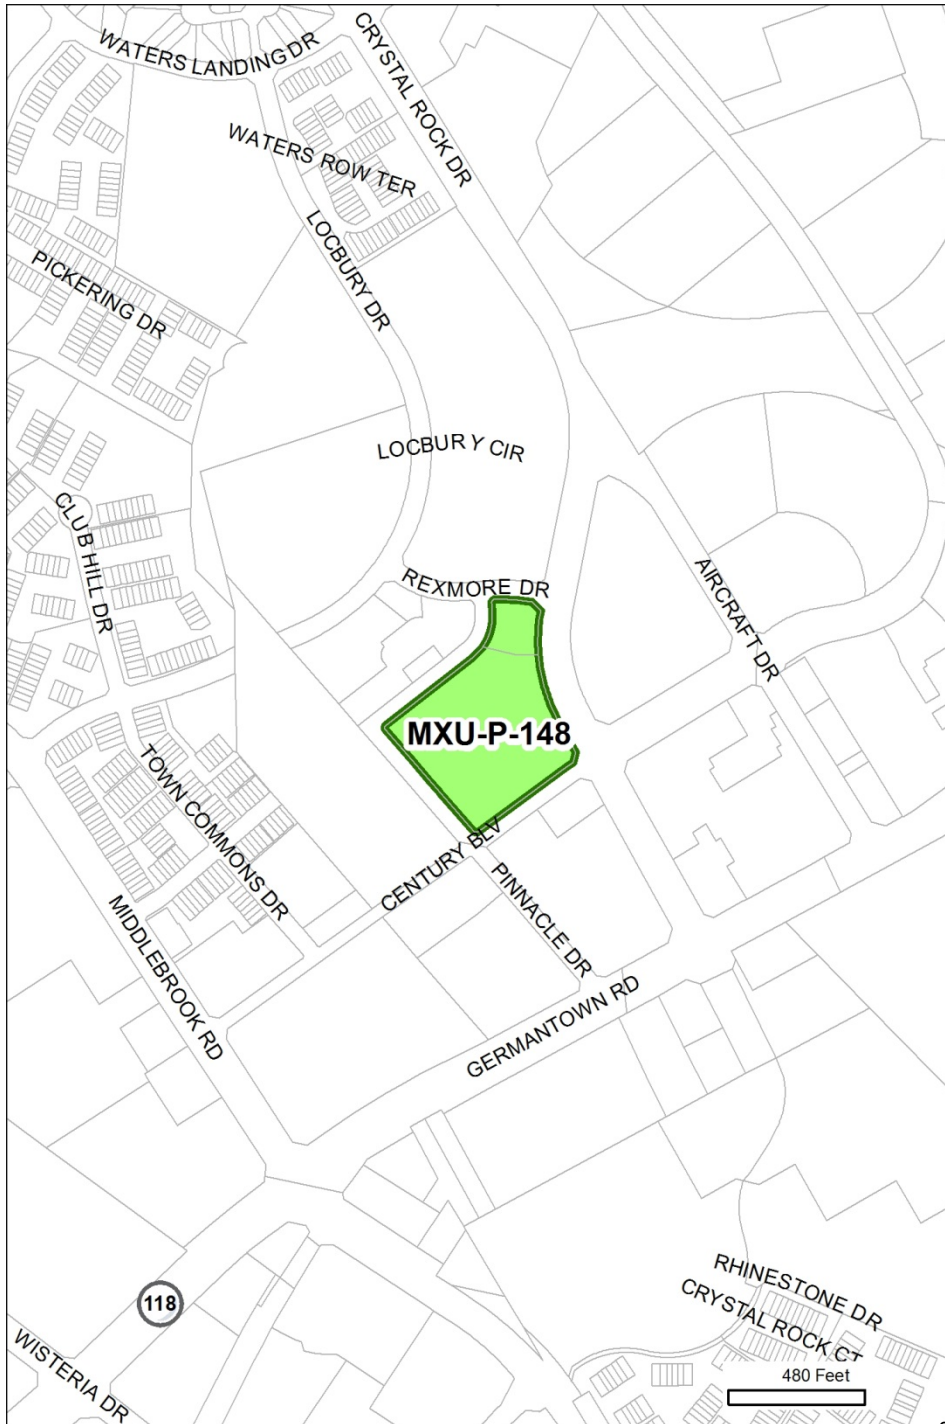 WATERS LANDING DR
CRYSTAL ROCK DR
WATERS ROW TER
LOCBURY DR
PICKERING DR
LOCBURY CIR
CLUB HILL DR
REXMORE DR
AIRCRAFT DR
MXU-P-148
TOWN COMMONS DR
CENTURY BLV
PINNACLE DR
MIDDLEBROOK RD
GERMANTOWN RD
RHINESTONE DR
CRYSTAL ROCK CT
118
WISTERIA DR
480 Feet